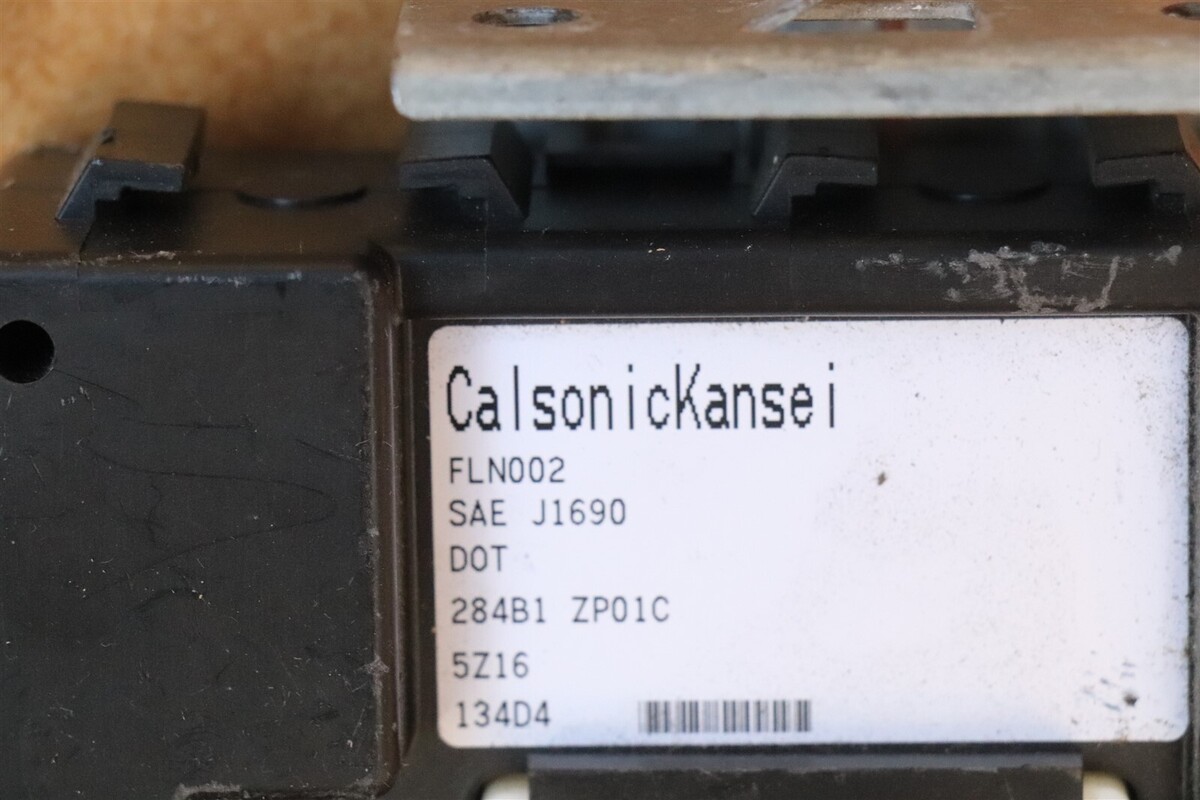 CalsonicKansei
FLN002
SAE J1690
DOT
284B1 ZP01C
5Z16
134D4